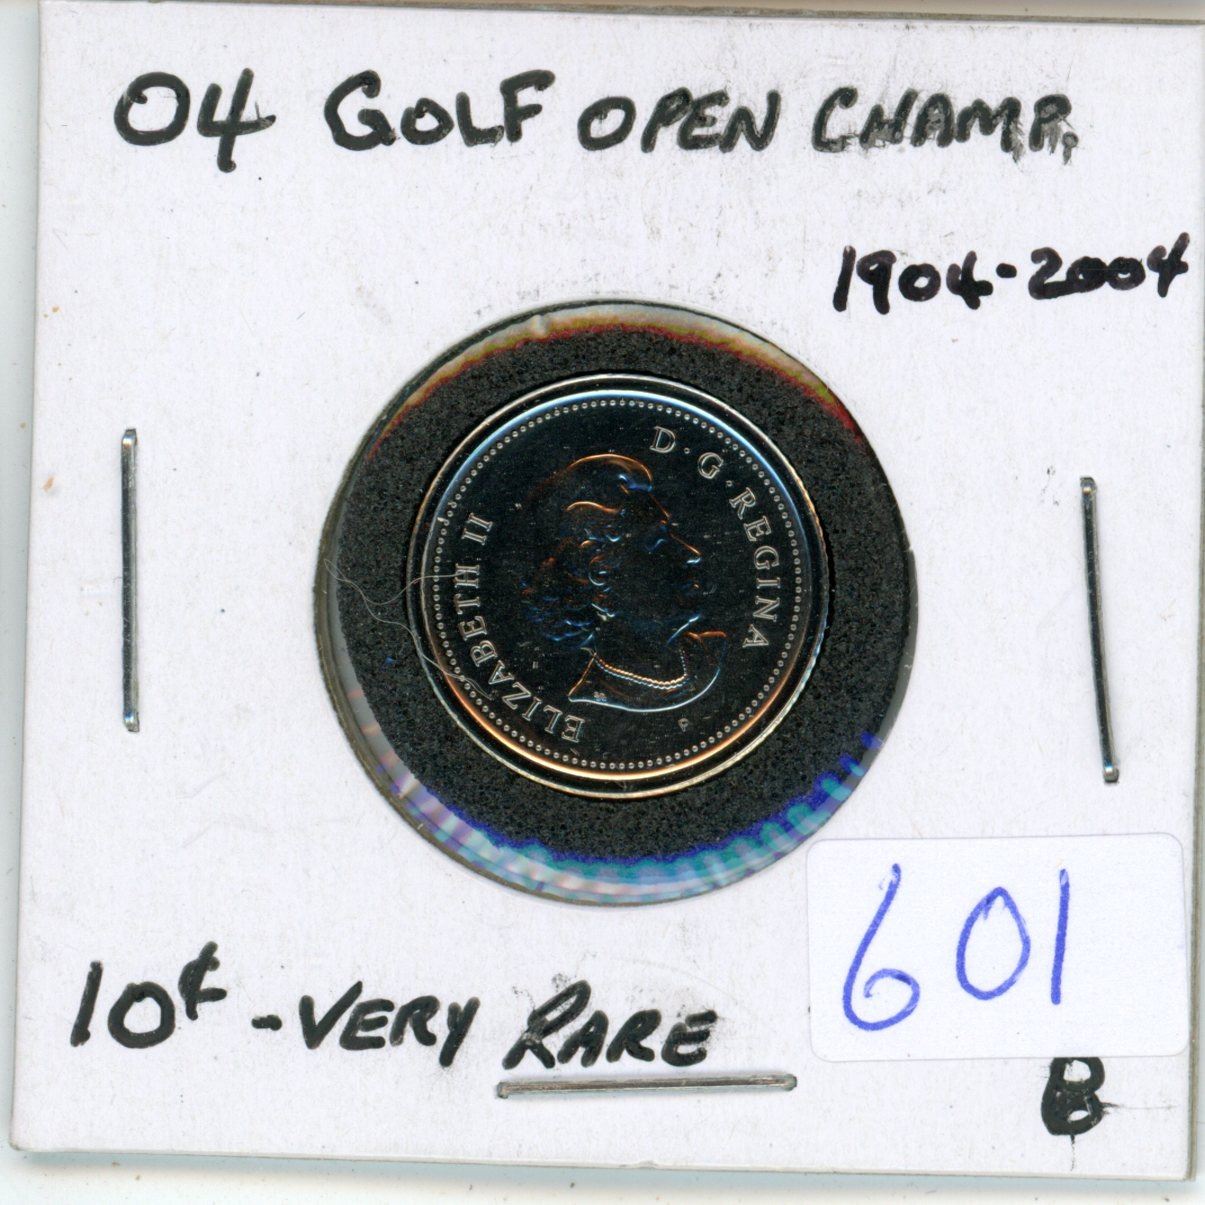 04 GOLF OPEN CHAMP.
1904-2004
ELIZABETH II D·G·REGINA
P
10¢ - VERY RARE
601
B